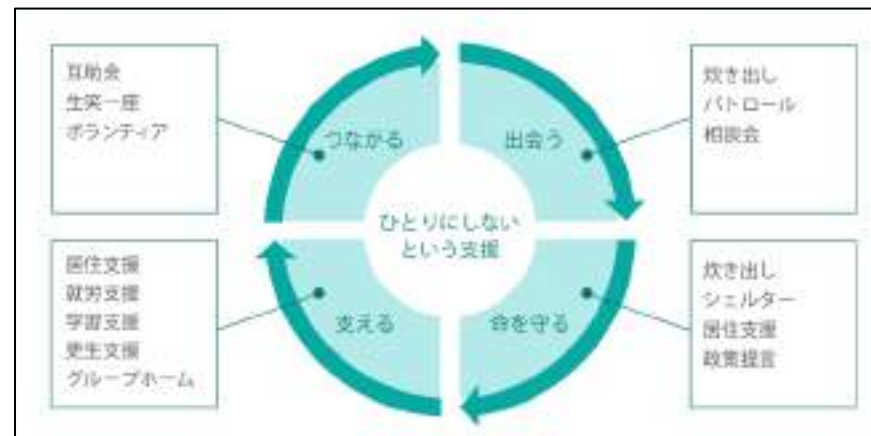 互助会
生笑一座
ボランティア
つながる
出会う
炊き出し
パトロール
相談会
ひとりにしない
という支援
居住支援
就労支援
学習支援
更生支援
グループホーム
支える
命を守る
炊き出し
シェルター
居住支援
政策提言